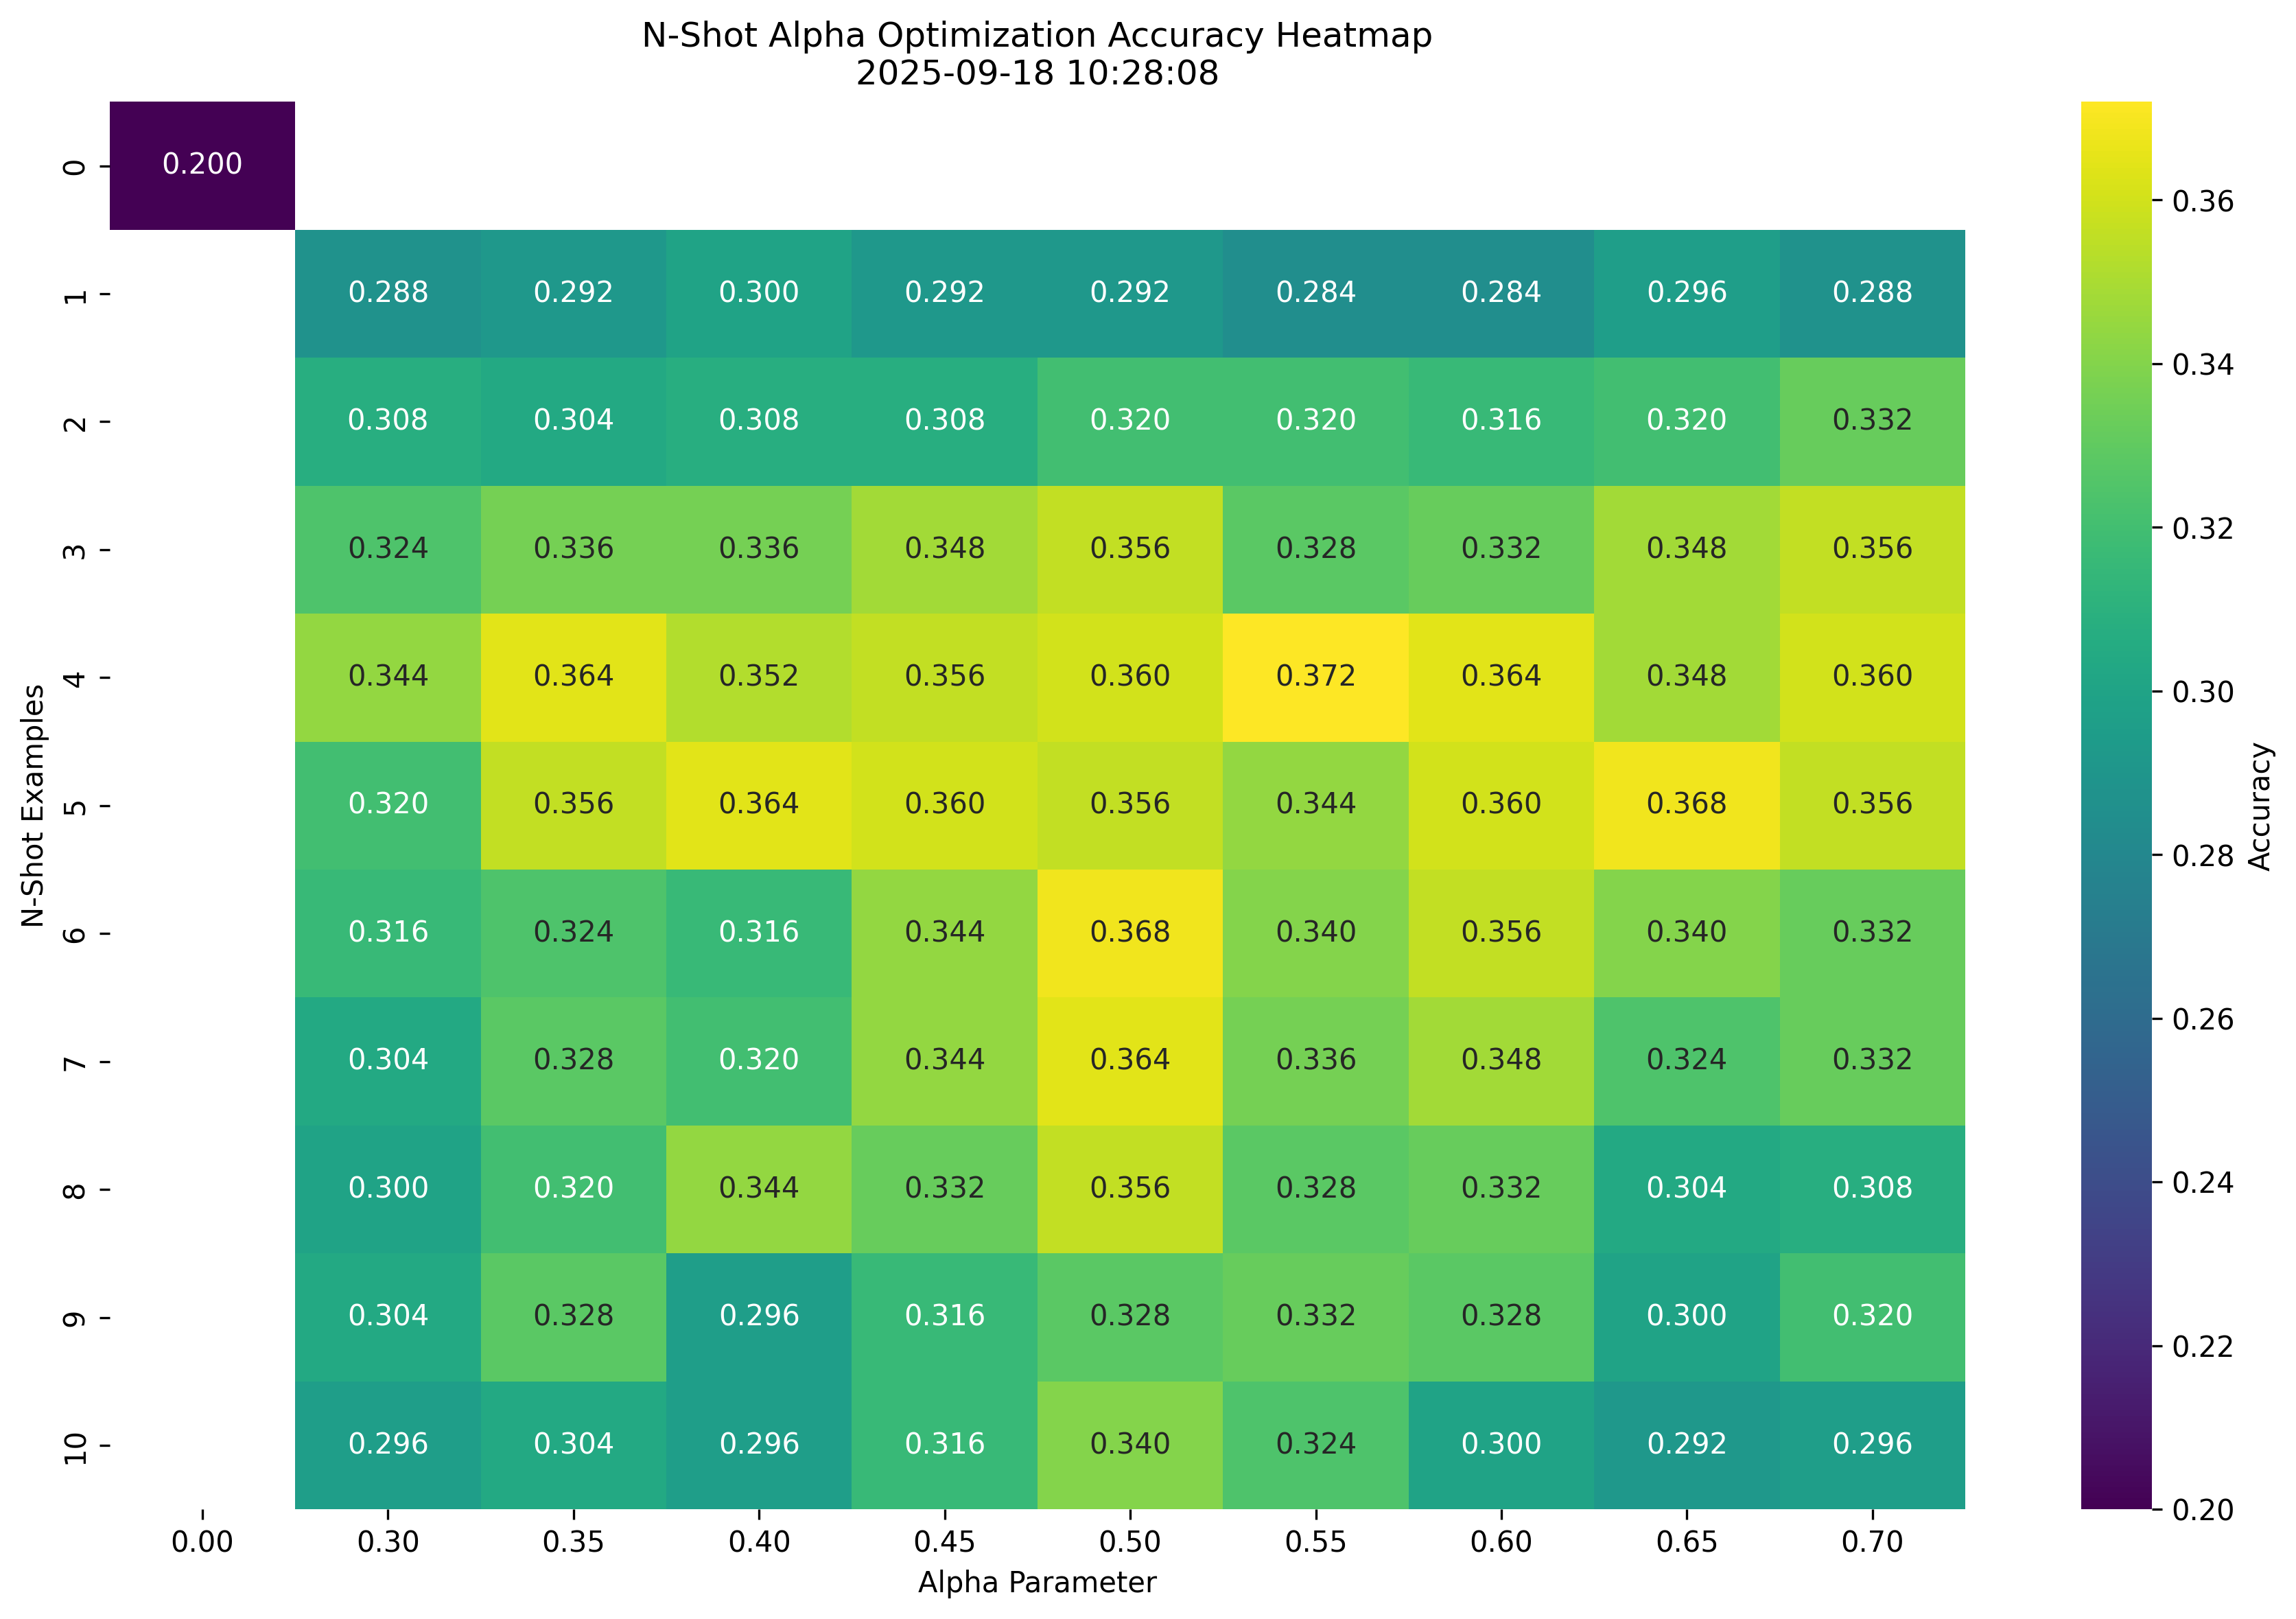 N-Shot Alpha Optimization Accuracy Heatmap
2025-09-18 10:28:08
N-Shot Examples
0 0.200
1 0.288 0.292 0.300 0.292 0.292 0.284 0.284 0.296 0.288
2 0.308 0.304 0.308 0.308 0.320 0.320 0.316 0.320 0.332
3 0.324 0.336 0.336 0.348 0.356 0.328 0.332 0.348 0.356
4 0.344 0.364 0.352 0.356 0.360 0.372 0.364 0.348 0.360
5 0.320 0.356 0.364 0.360 0.356 0.344 0.360 0.368 0.356
6 0.316 0.324 0.316 0.344 0.368 0.340 0.356 0.340 0.332
7 0.304 0.328 0.320 0.344 0.364 0.336 0.348 0.324 0.332
8 0.300 0.320 0.344 0.332 0.356 0.328 0.332 0.304 0.308
9 0.304 0.328 0.296 0.316 0.328 0.332 0.328 0.300 0.320
10 0.296 0.304 0.296 0.316 0.340 0.324 0.300 0.292 0.296
0.00 0.30 0.35 0.40 0.45 0.50 0.55 0.60 0.65 0.70
Alpha Parameter
0.36
0.34
0.32
0.30
0.28
0.26
0.24
0.22
0.20
Accuracy